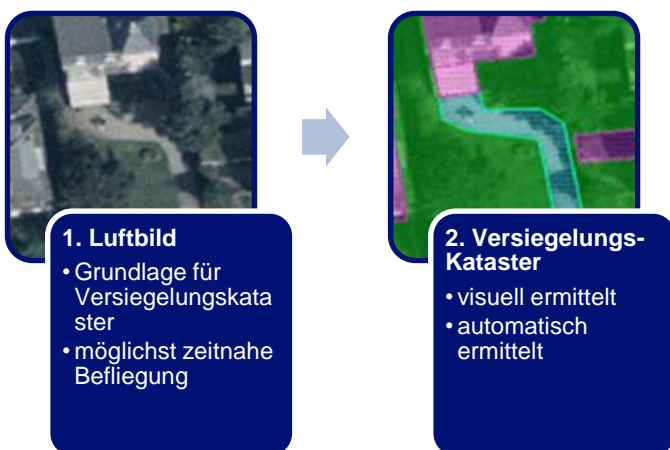 1. Luftbild
• Grundlage für
Versiegelungskata
ster
• möglichst zeitnahe
Befliegung
2. Versiegelungs-
Kataster
• visuell ermittelt
• automatisch
ermittelt